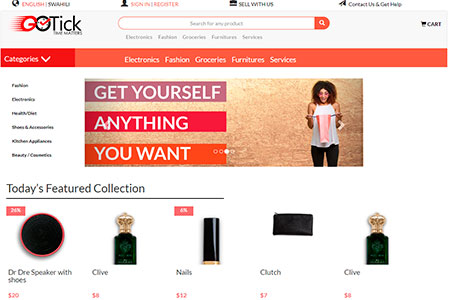 ENGLISH | SWAHILI
SIGN IN | REGISTER
SELL WITH US
Contact Us & Get Help
GOTick
TIME MATTERS
Search for any product
CART
Electronics Fashion Groceries Furnitures Services
Categories
Electronics Fashion Groceries Furnitures Services
Fashion
Electronics
Health/Diet
Shoes & Accessories
Kitchen Appliances
Beauty / Cosmetics
GET YOURSELF
ANYTHING
YOU WANT
Today's Featured Collection
36%
6%
Dr Dre Speaker with
shoes
Clive
Nails
Clutch
Clive
$20
$8
$12
$7
$8